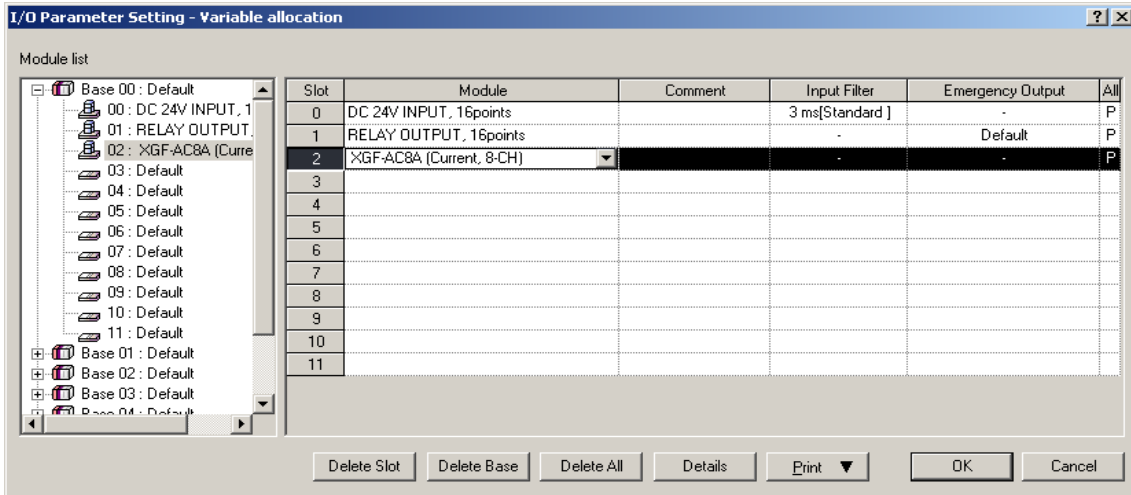 I/O Parameter Setting - Variable allocation
Module list
Base 00 : Default
00 : DC 24V INPUT, 1
01 : RELAY OUTPUT,
02 : XGF-AC8A (Curre
03 : Default
04 : Default
05 : Default
06 : Default
07 : Default
08 : Default
09 : Default
10 : Default
11 : Default
Base 01 : Default
Base 02 : Default
Base 03 : Default
Base 04 : Default
Slot Module Comment Input Filter Emergency Output All
0 DC 24V INPUT, 16points 3 ms[Standard ] - P
1 RELAY OUTPUT, 16points - Default P
2 XGF-AC8A (Current, 8-CH) - - P
3
4
5
6
7
8
9
10
11
Delete Slot Delete Base Delete All Details Print ▼ OK Cancel